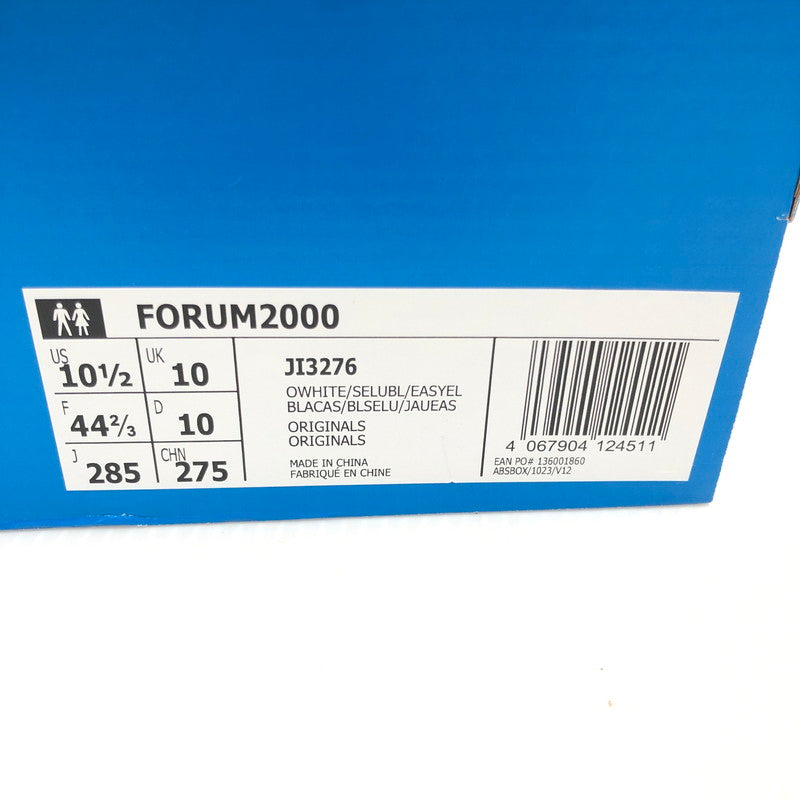 FORUM2000
US 10½ UK 10
F 44⅔ D 10
J 285 CHN 275
JI3276
OWHITE/SELUBL/EASYEL
BLACAS/BLSELU/JAUEAS
ORIGINALS
ORIGINALS
MADE IN CHINA
FABRIQUÉ EN CHINE
4 067904 124511
EAN PO# 136001860
ABSBOX/1023/V12